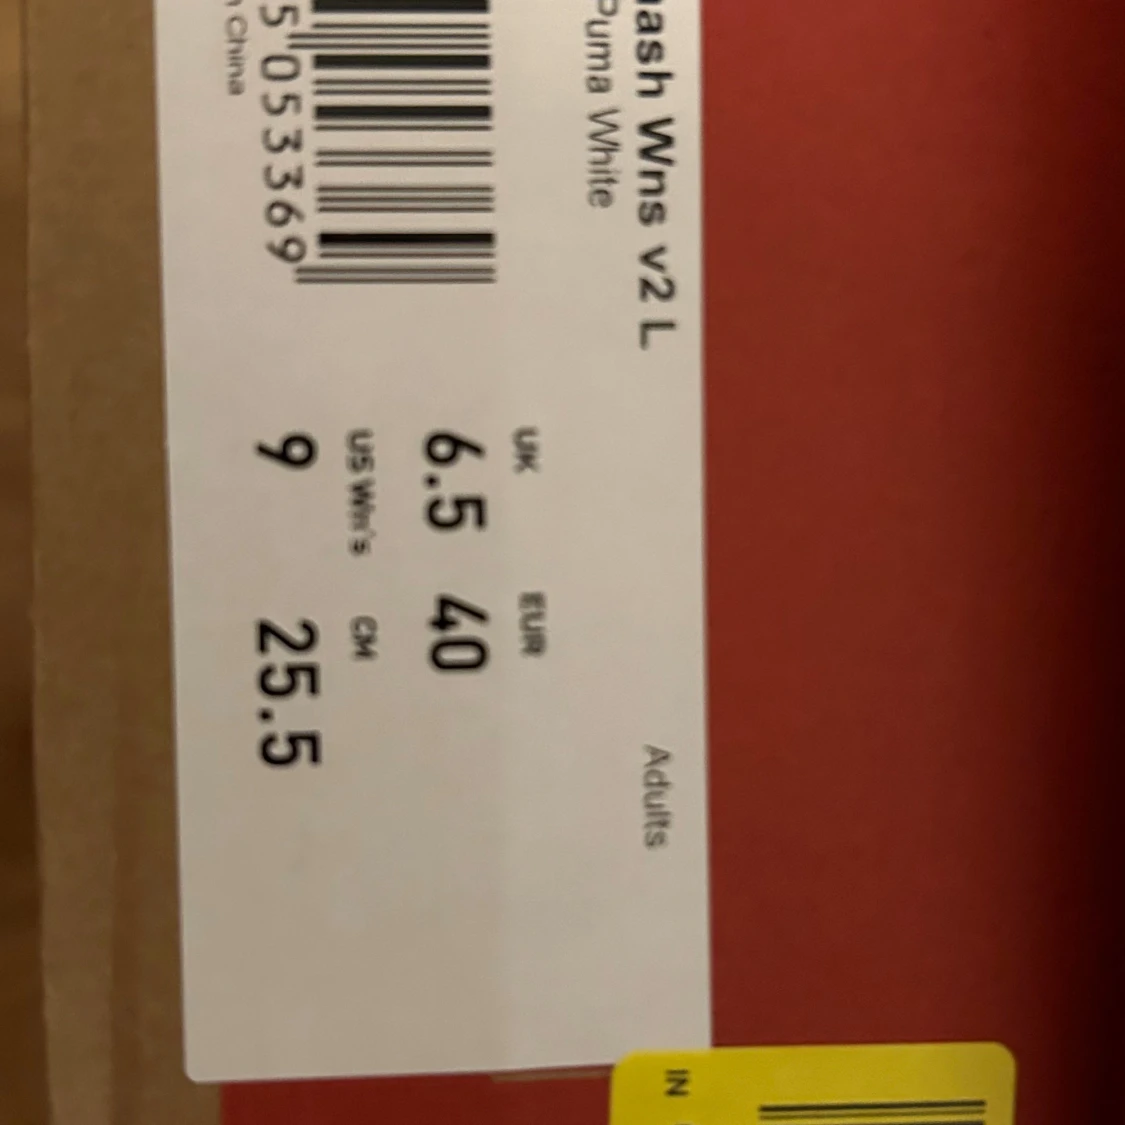 ash Wns v2 L
Adults
Puma White
UK EUR
6.5 40
US Wn's CM
9 25.5
5 053369
China
IN